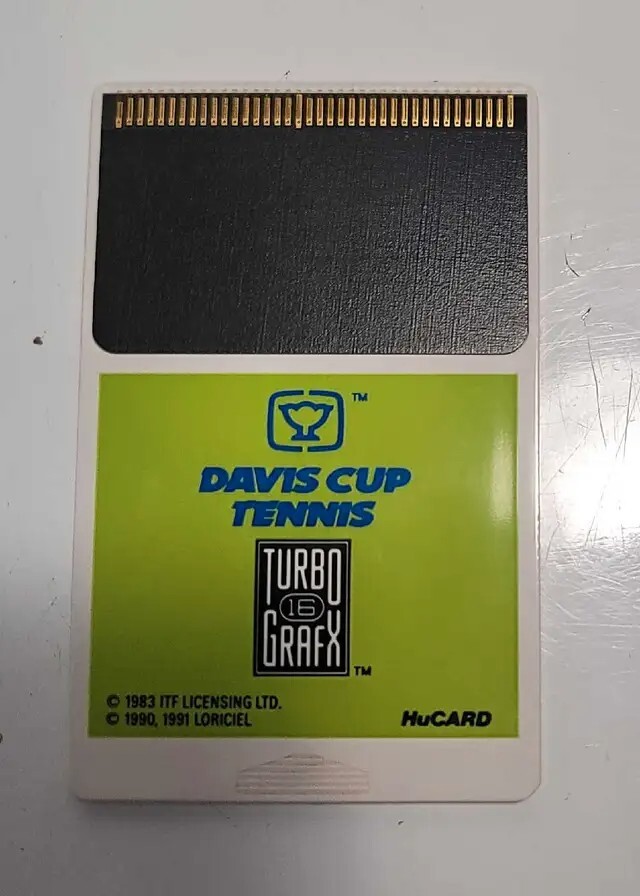 ™
DAVIS CUP
TENNIS
TURBO
16
GRAFX
™
© 1983 ITF LICENSING LTD.
© 1990, 1991 LORICIEL
HuCARD